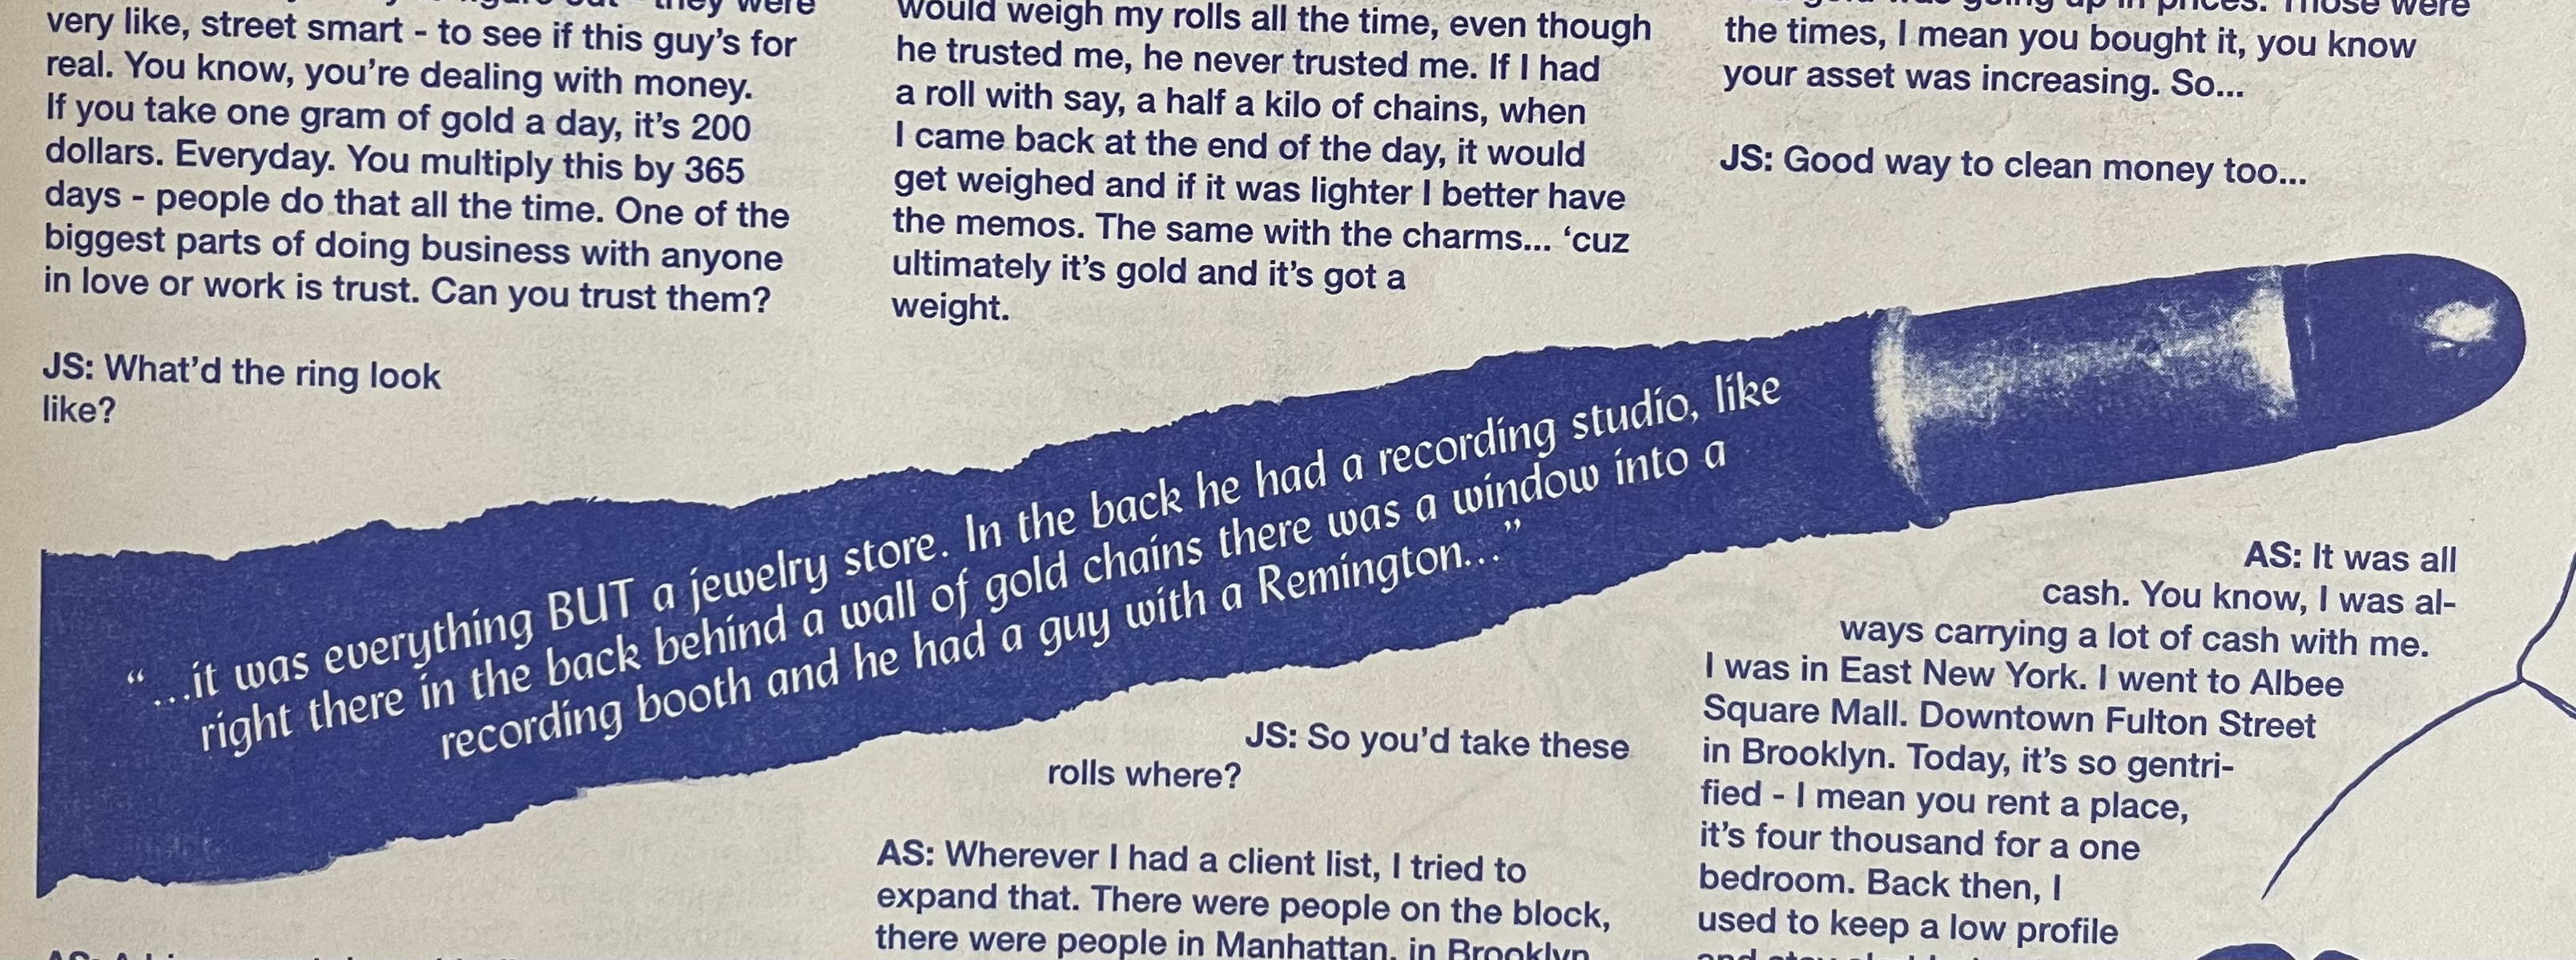 they were
very like, street smart - to see if this guy's for
real. You know, you're dealing with money.
If you take one gram of gold a day, it's 200
dollars. Everyday. You multiply this by 365
days - people do that all the time. One of the
biggest parts of doing business with anyone
in love or work is trust. Can you trust them?
JS: What'd the ring look
like?
would weigh my rolls all the time, even though
he trusted me, he never trusted me. If I had
a roll with say, a half a kilo of chains, when
I came back at the end of the day, it would
get weighed and if it was lighter I better have
the memos. The same with the charms... 'cuz
ultimately it's gold and it's got a
weight.
"...it was everything BUT a jewelry store. In the back he had a recording studio, like
right there in the back behind a wall of gold chains there was a window into a
recording booth and he had a guy with a Remington..."
JS: So you'd take these
rolls where?
AS: Wherever I had a client list, I tried to
expand that. There were people on the block,
there were people in Manhattan, in Brooklyn
going up in prices. Those were
the times, I mean you bought it, you know
your asset was increasing. So...
JS: Good way to clean money too...
AS: It was all
cash. You know, I was al-
ways carrying a lot of cash with me.
I was in East New York. I went to Albee
Square Mall. Downtown Fulton Street
in Brooklyn. Today, it's so gentri-
fied - I mean you rent a place,
it's four thousand for a one
bedroom. Back then, I
used to keep a low profile